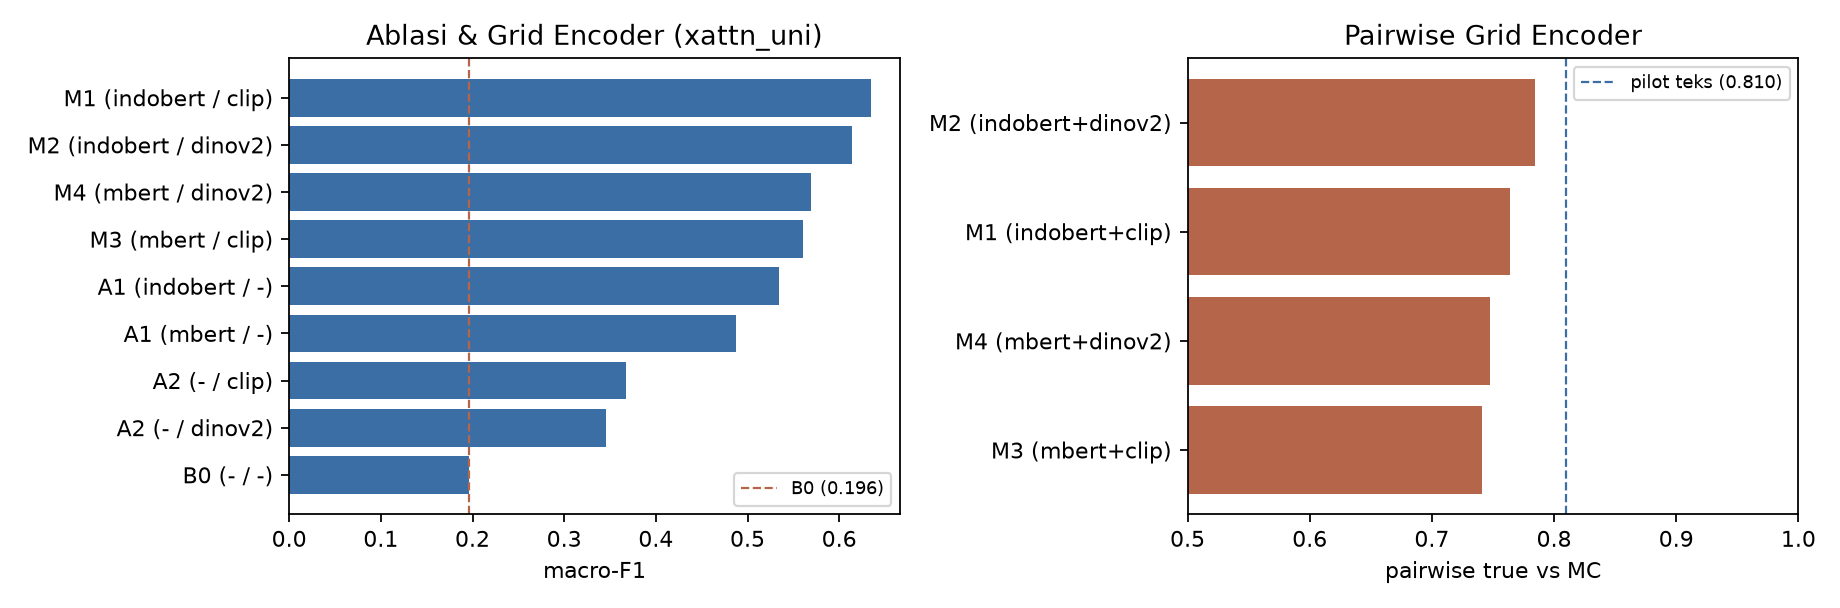 Ablasi & Grid Encoder (xattn_uni)
M1 (indobert / clip)
M2 (indobert / dinov2)
M4 (mbert / dinov2)
M3 (mbert / clip)
A1 (indobert / -)
A1 (mbert / -)
A2 (- / clip)
A2 (- / dinov2)
B0 (- / -)
B0 (0.196)
0.0 0.1 0.2 0.3 0.4 0.5 0.6
macro-F1
Pairwise Grid Encoder
pilot teks (0.810)
M2 (indobert+dinov2)
M1 (indobert+clip)
M4 (mbert+dinov2)
M3 (mbert+clip)
0.5 0.6 0.7 0.8 0.9 1.0
pairwise true vs MC